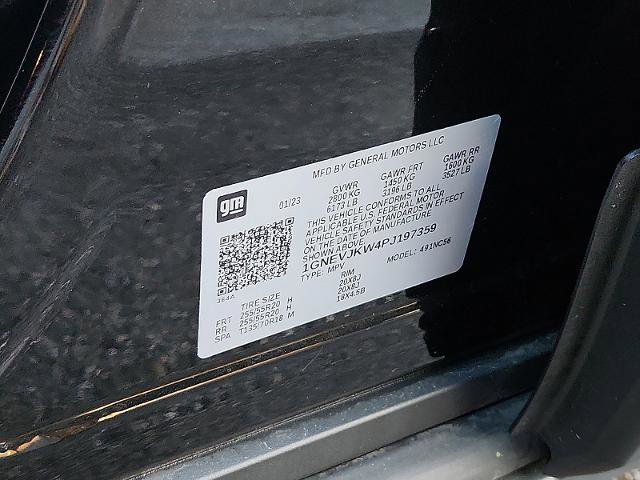 gm
MFD BY GENERAL MOTORS LLC
01/23
GVWR GAWR FRT GAWR RR
2800 KG 1450 KG 1600 KG
6172 LB 3196 LB 3527 LB
THIS VEHICLE CONFORMS TO ALL
APPLICABLE U.S. FEDERAL MOTOR
VEHICLE SAFETY STANDARDS IN EFFECT
ON THE DATE OF MANUFACTURE
SHOWN ABOVE.
1GNEVJKW4PJ197359
TYPE: MPV MODEL: 491NC56
TIRE SIZE RIM
FRT 255/55R20 H 20X8J
RR 255/55R20 H 20X8J
SPA T135/70R18 M 18X4.5B